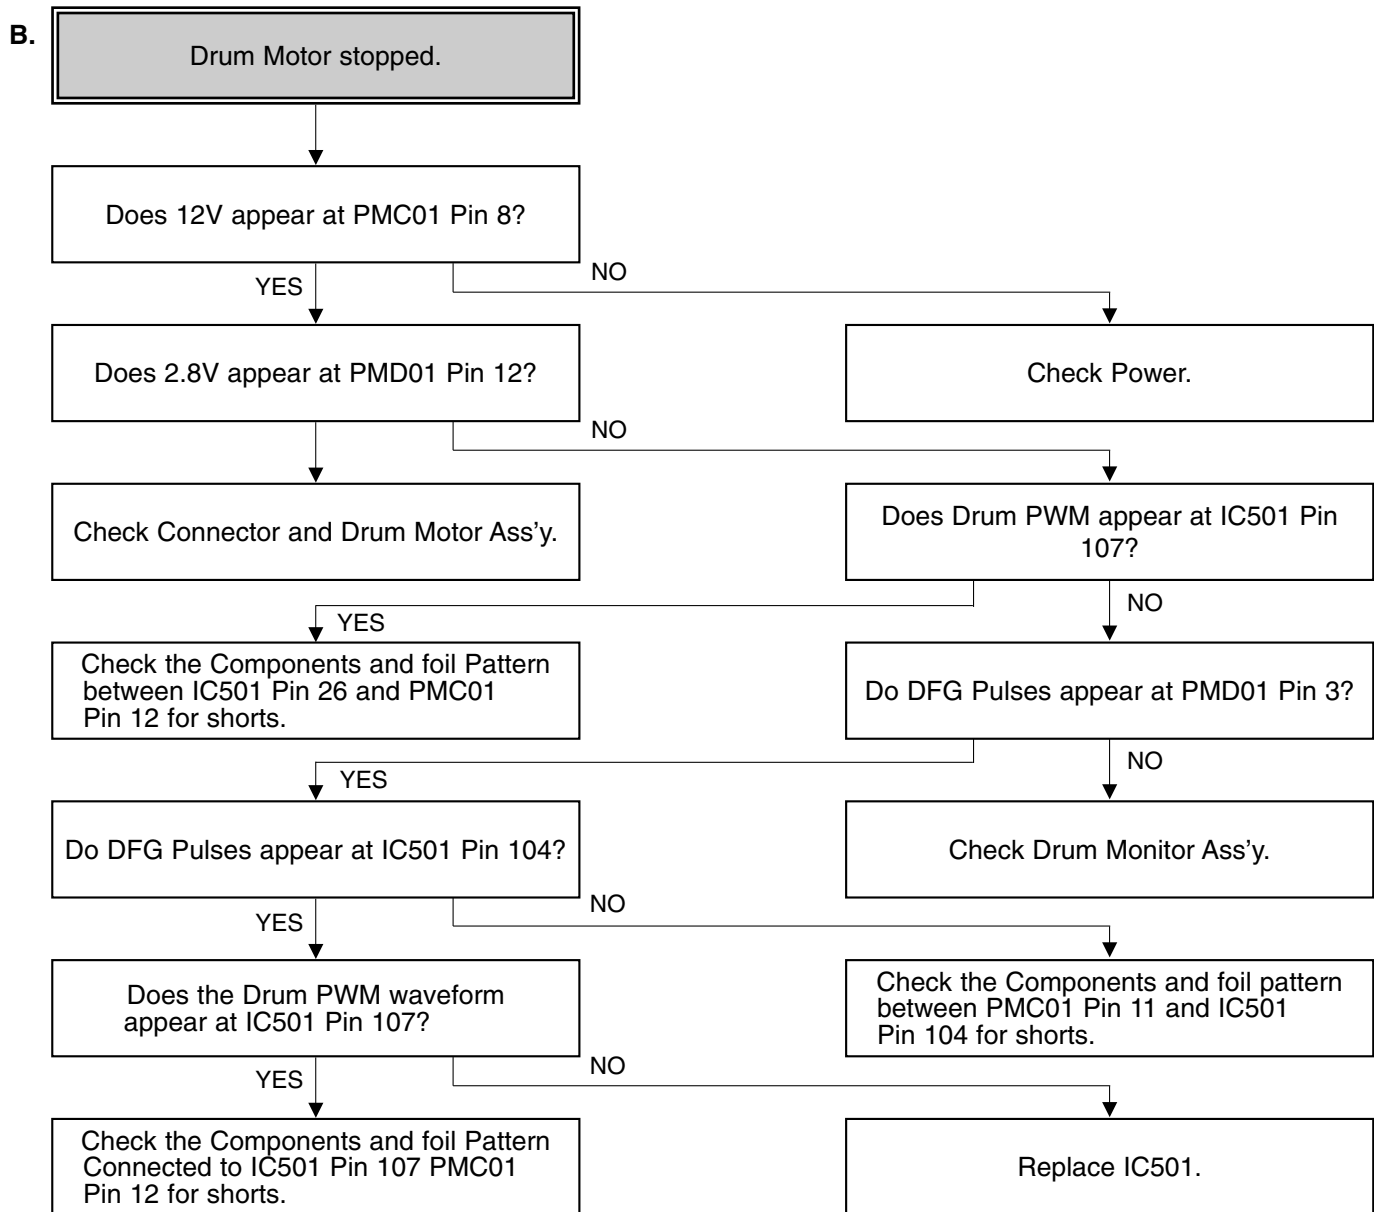 B.
Drum Motor stopped.
Does 12V appear at PMC01 Pin 8?
YES
NO
Does 2.8V appear at PMD01 Pin 12?
Check Power.
NO
Check Connector and Drum Motor Ass'y.
Does Drum PWM appear at IC501 Pin
107?
YES
NO
Check the Components and foil Pattern
between IC501 Pin 26 and PMC01
Pin 12 for shorts.
Do DFG Pulses appear at PMD01 Pin 3?
YES
NO
Do DFG Pulses appear at IC501 Pin 104?
Check Drum Monitor Ass'y.
YES
NO
Does the Drum PWM waveform
appear at IC501 Pin 107?
Check the Components and foil pattern
between PMC01 Pin 11 and IC501
Pin 104 for shorts.
YES
NO
Check the Components and foil Pattern
Connected to IC501 Pin 107 PMC01
Pin 12 for shorts.
Replace IC501.